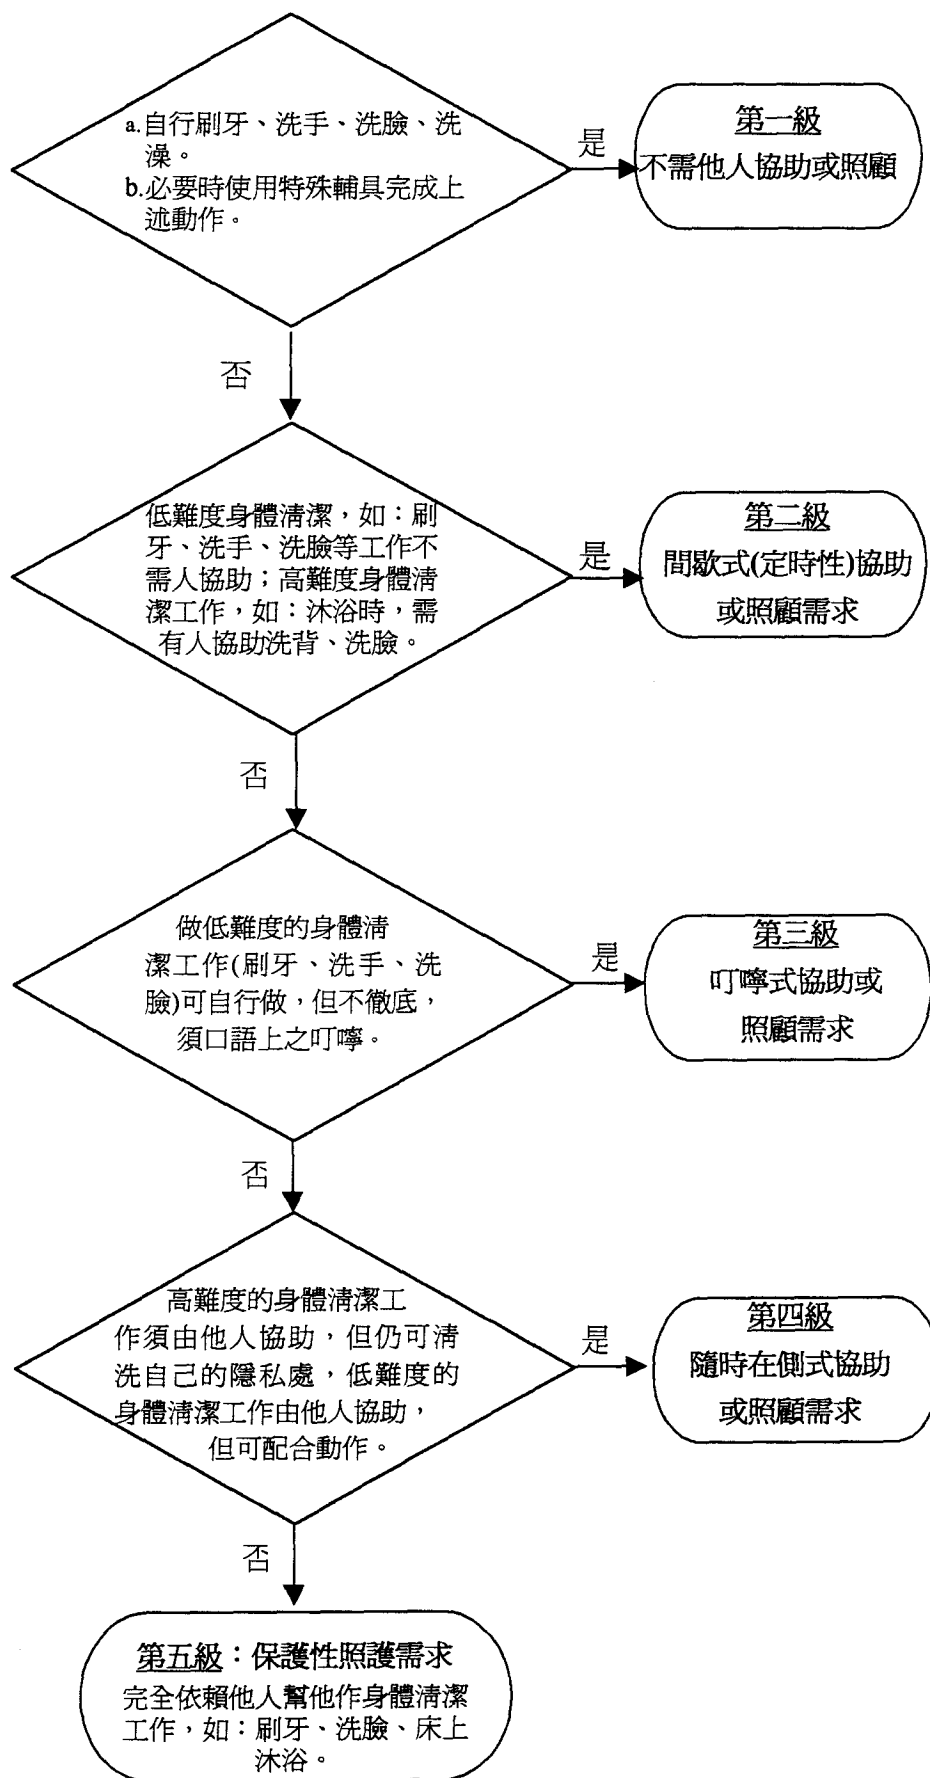 a.自行刷牙、洗手、洗臉、洗
澡。
b.必要時使用特殊輔具完成上
述動作。
是
第一級
不需他人協助或照顧
否
低難度身體清潔，如：刷
牙、洗手、洗臉等工作不
需人協助；高難度身體清
潔工作，如：沐浴時，需
有人協助洗背、洗臉。
是
第二級
間歇式(定時性)協助
或照顧需求
否
做低難度的身體清
潔工作(刷牙、洗手、洗
臉)可自行做，但不徹底，
須口語上之叮嚀。
是
第三級
叮嚀式協助或
照顧需求
否
高難度的身體清潔工
作須由他人協助，但仍可清
洗自己的隱私處，低難度的
身體清潔工作由他人協助，
但可配合動作。
是
第四級
隨時在側式協助
或照顧需求
否
第五級：保護性照護需求
完全依賴他人幫他作身體清潔
工作，如：刷牙、洗臉、床上
沐浴。